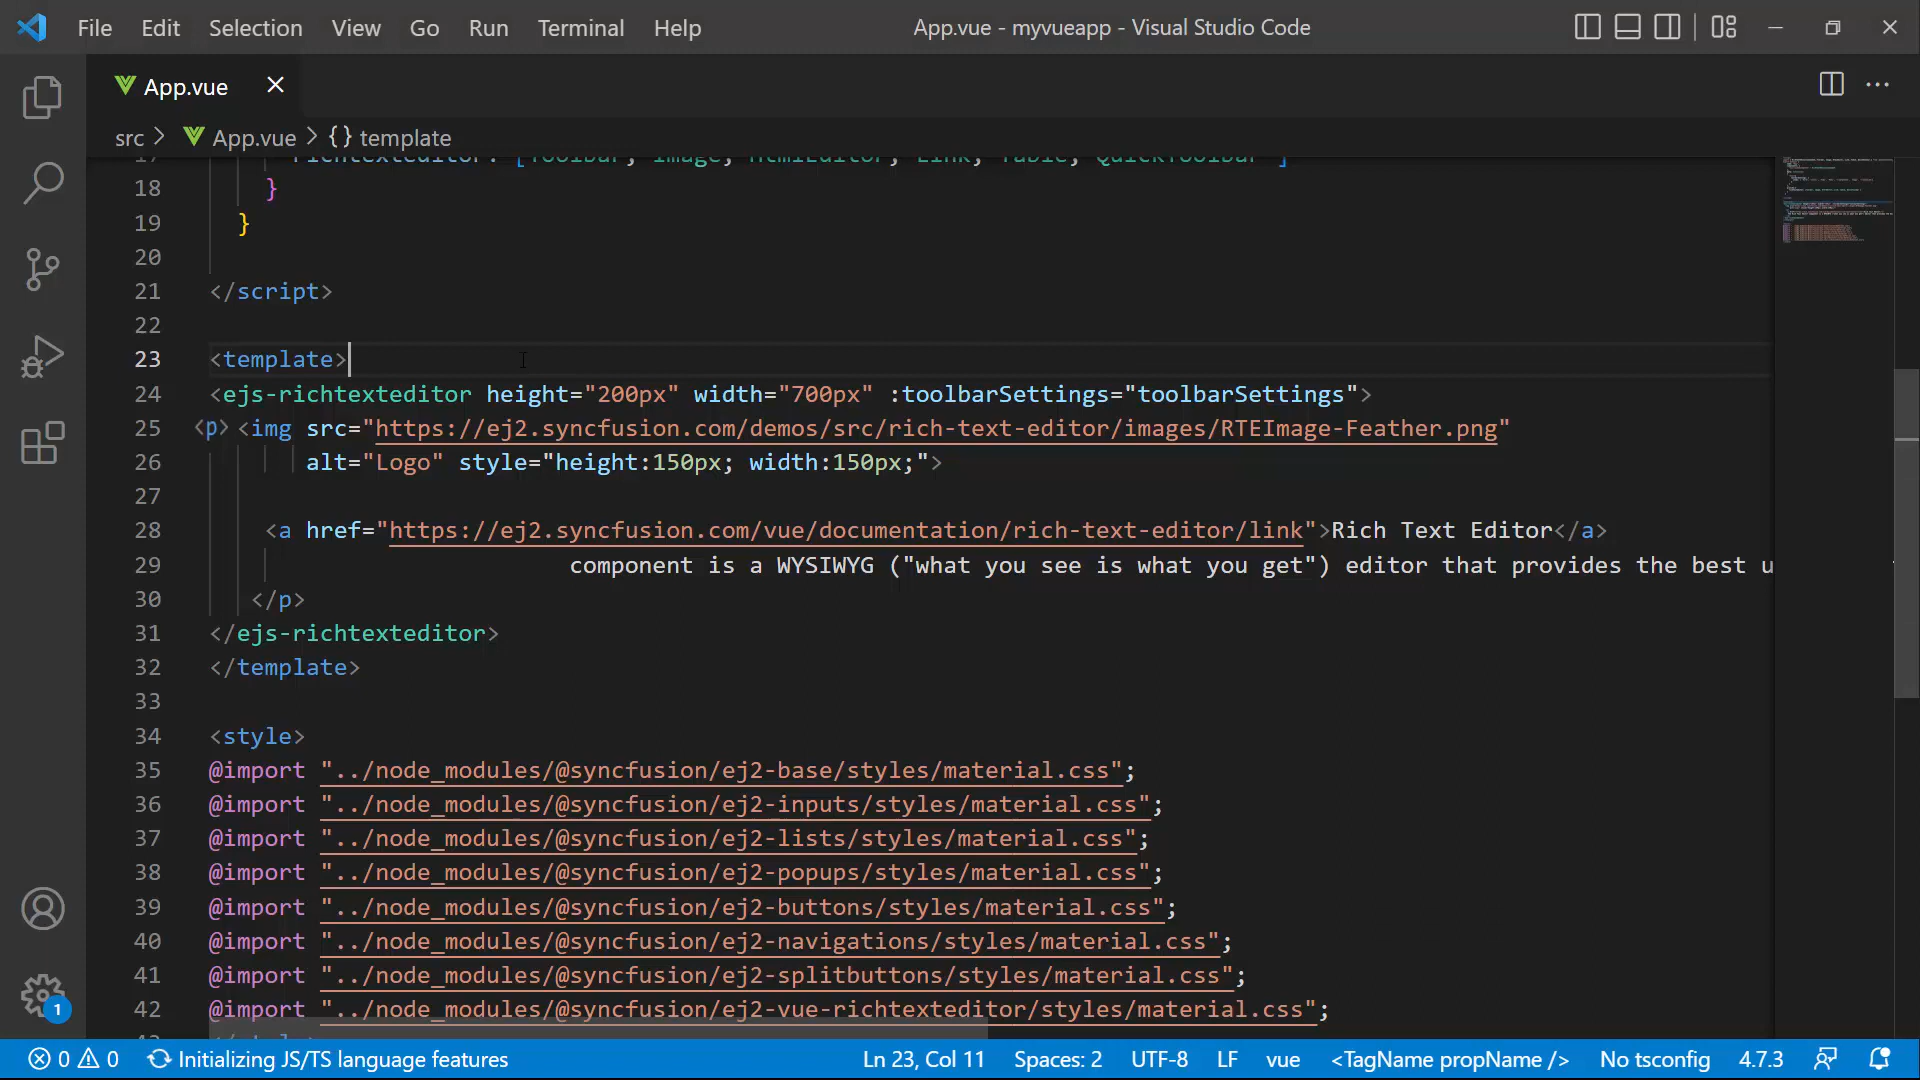 File Edit Selection View Go Run Terminal Help App.vue - myvueapp - Visual Studio Code
App.vue
src > App.vue > {} template
17 richtexteditor: [Toolbar, Image, HtmlEditor, Link, Table, QuickToolbar ]
18 }
19 }
20
21 </script>
22
23 <template>
24 <ejs-richtexteditor height="200px" width="700px" :toolbarSettings="toolbarSettings">
25 <p> <img src="https://ej2.syncfusion.com/demos/src/rich-text-editor/images/RTEImage-Feather.png"
26 alt="Logo" style="height:150px; width:150px;">
27
28 <a href="https://ej2.syncfusion.com/vue/documentation/rich-text-editor/link">Rich Text Editor</a>
29 component is a WYSIWYG ("what you see is what you get") editor that provides the best u
30 </p>
31 </ejs-richtexteditor>
32 </template>
33
34 <style>
35 @import "../node_modules/@syncfusion/ej2-base/styles/material.css";
36 @import "../node_modules/@syncfusion/ej2-inputs/styles/material.css";
37 @import "../node_modules/@syncfusion/ej2-lists/styles/material.css";
38 @import "../node_modules/@syncfusion/ej2-popups/styles/material.css";
39 @import "../node_modules/@syncfusion/ej2-buttons/styles/material.css";
40 @import "../node_modules/@syncfusion/ej2-navigations/styles/material.css";
41 @import "../node_modules/@syncfusion/ej2-splitbuttons/styles/material.css";
42 @import "../node_modules/@syncfusion/ej2-vue-richtexteditor/styles/material.css";
1
0 0 Initializing JS/TS language features Ln 23, Col 11 Spaces: 2 UTF-8 LF vue <TagName propName /> No tsconfig 4.7.3